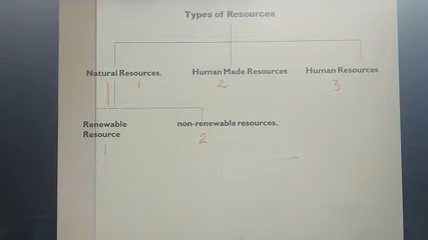 Types of Resources
Natural Resources. Human Made Resources Human Resources
1 2 3
Renewable non-renewable resources.
Resource
1 2